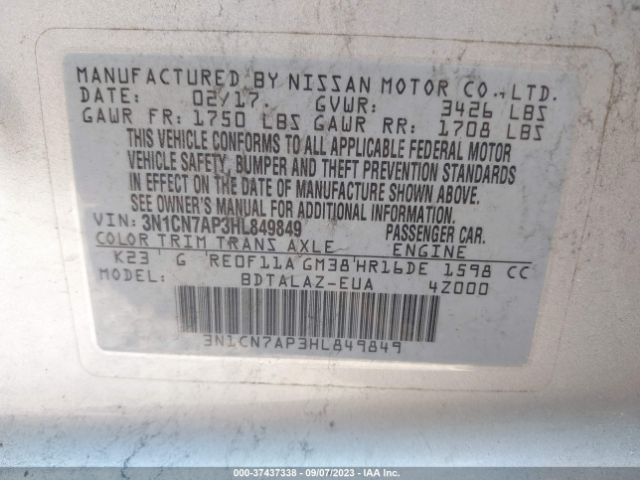 MANUFACTURED BY NISSAN MOTOR CO., LTD.
DATE: 02/17 GVWR: 3426 LBS
GAWR FR: 1750 LBS GAWR RR: 1708 LBS
THIS VEHICLE CONFORMS TO ALL APPLICABLE FEDERAL MOTOR
VEHICLE SAFETY, BUMPER AND THEFT PREVENTION STANDARDS
IN EFFECT ON THE DATE OF MANUFACTURE SHOWN ABOVE.
SEE OWNER'S MANUAL FOR ADDITIONAL INFORMATION.
VIN: 3N1CN7AP3HL849849 PASSENGER CAR.
COLOR TRIM TRANS AXLE ENGINE
K23 G RE0F11A GM38 HR16DE 1598 CC
MODEL: BDTALAZ-EUA 4Z000
3N1CN7AP3HL849849
000-37437338 - 09/07/2023 - IAAI.COM